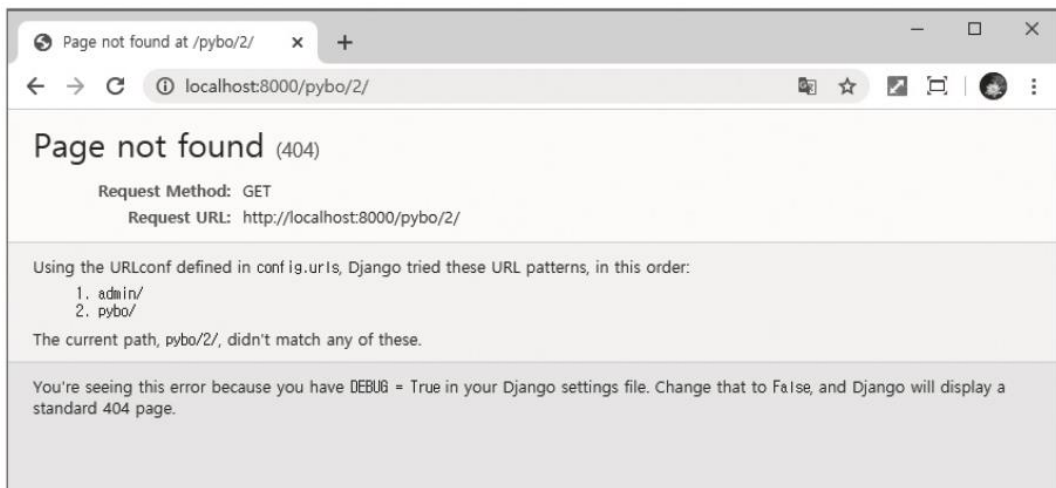 Page not found at /pybo/2/
localhost:8000/pybo/2/
Page not found (404)
Request Method: GET
Request URL: http://localhost:8000/pybo/2/
Using the URLconf defined in config.urls, Django tried these URL patterns, in this order:
1. admin/
2. pybo/
The current path, pybo/2/, didn't match any of these.
You're seeing this error because you have DEBUG = True in your Django settings file. Change that to False, and Django will display a
standard 404 page.